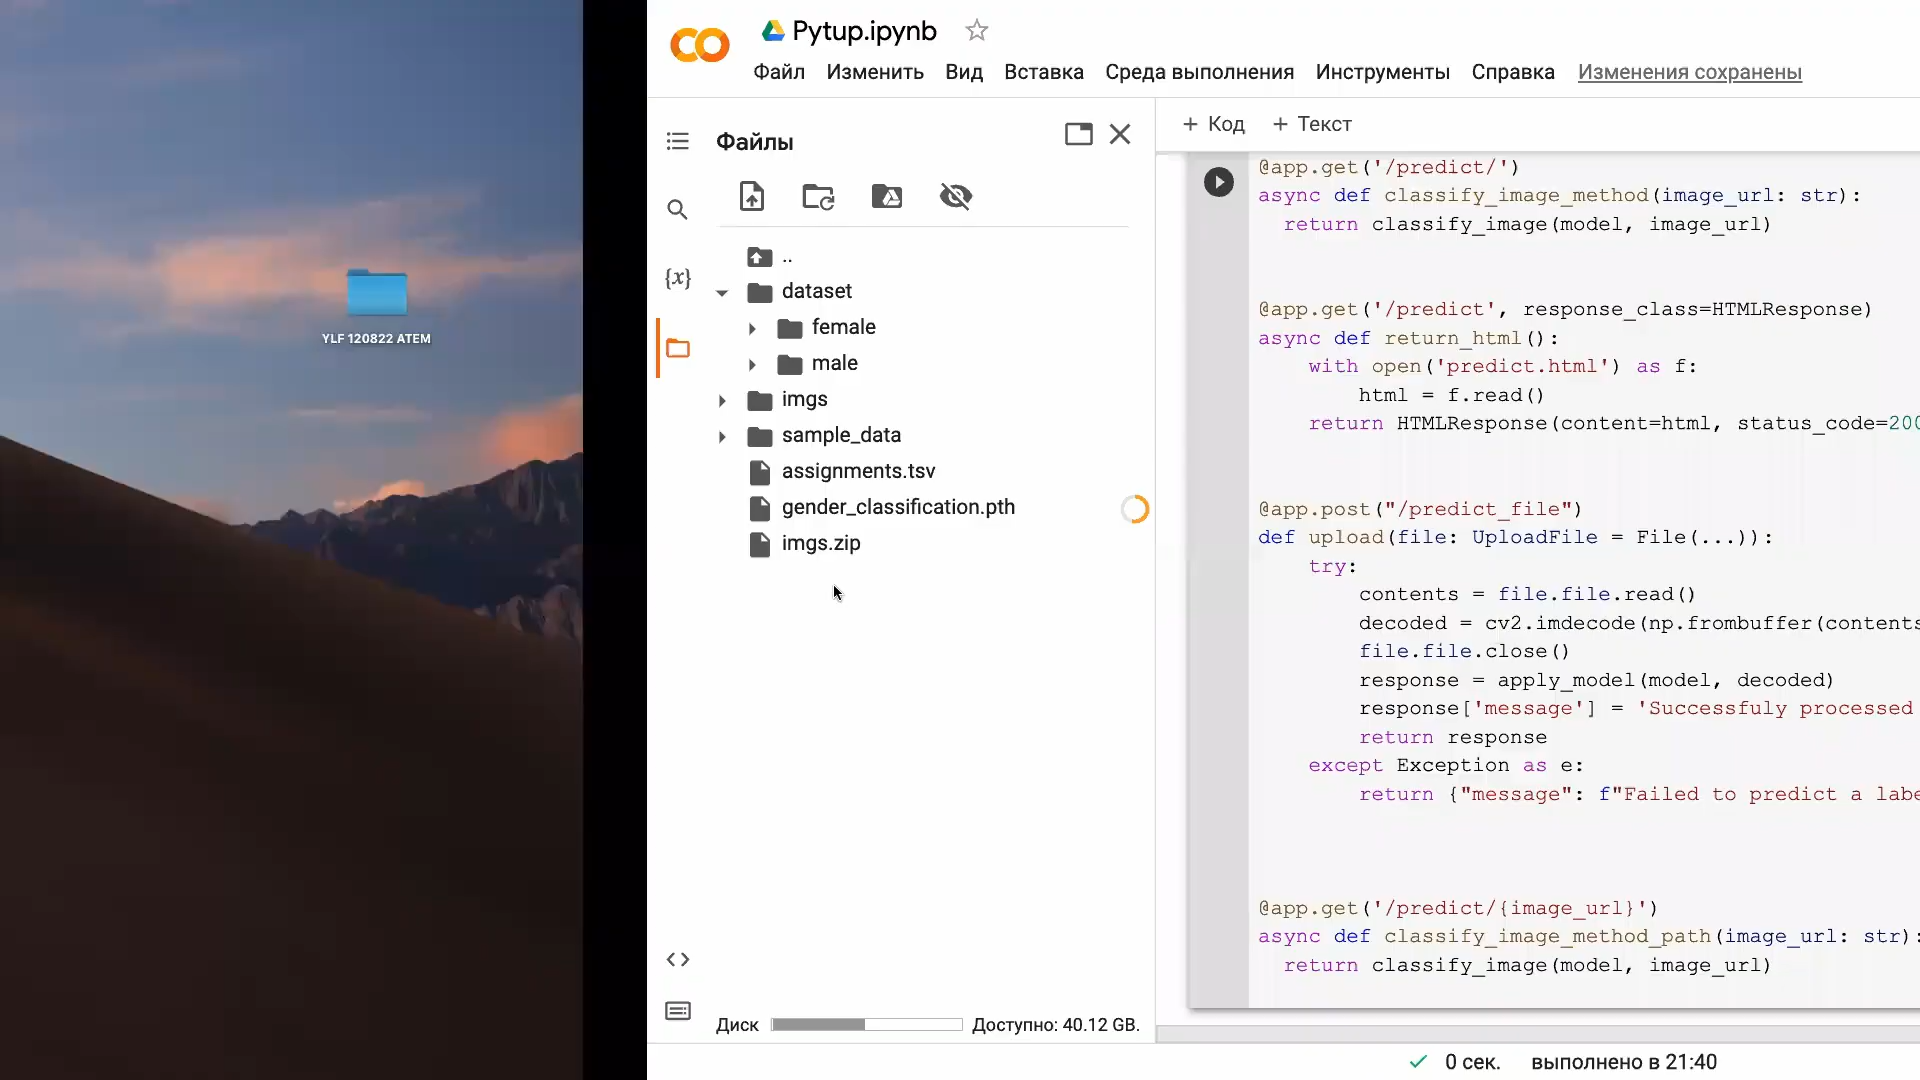 YLF 120822 ATEM
Pytup.ipynb
Файл Изменить Вид Вставка Среда выполнения Инструменты Справка Изменения сохранены
Файлы
+ Код + Текст
{x}
..
dataset
female
male
imgs
sample_data
assignments.tsv
gender_classification.pth
imgs.zip
Диск Доступно: 40.12 GB.
@app.get('/predict/')
async def classify_image_method(image_url: str):
return classify_image(model, image_url)
@app.get('/predict', response_class=HTMLResponse)
async def return_html():
with open('predict.html') as f:
html = f.read()
return HTMLResponse(content=html, status_code=200
@app.post("/predict_file")
def upload(file: UploadFile = File(...)):
try:
contents = file.file.read()
decoded = cv2.imdecode(np.frombuffer(contents
file.file.close()
response = apply_model(model, decoded)
response['message'] = 'Successfuly processed
return response
except Exception as e:
return {"message": f"Failed to predict a labe
@app.get('/predict/{image_url}')
async def classify_image_method_path(image_url: str):
return classify_image(model, image_url)
0 сек. выполнено в 21:40